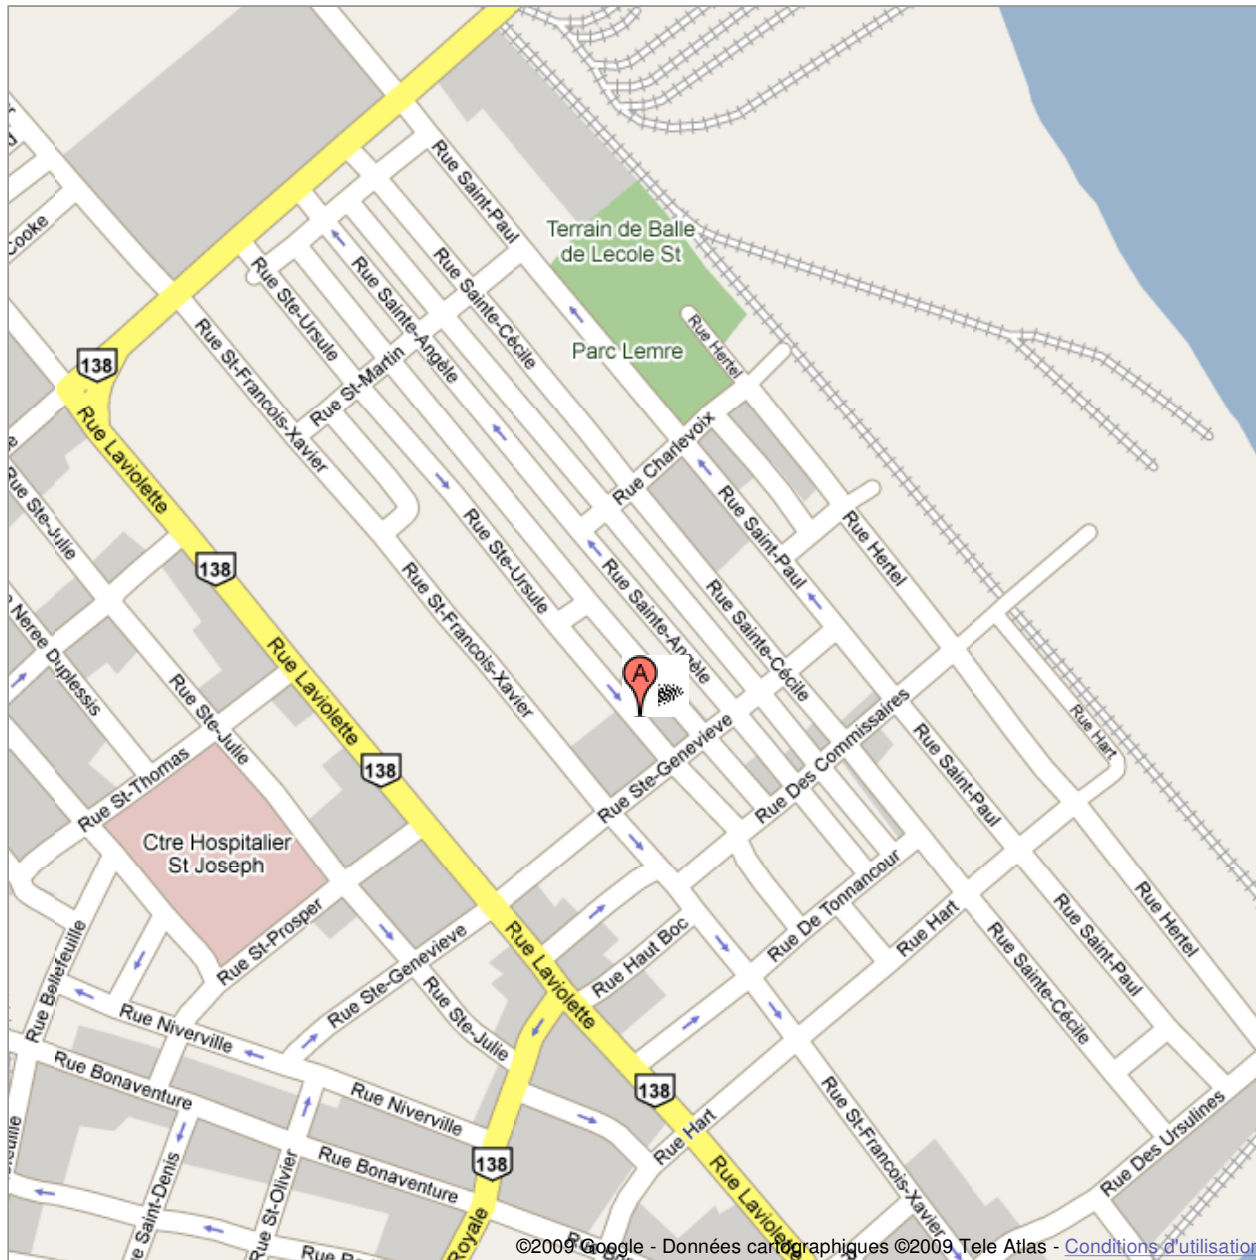 Rue Saint-Paul
Cooke
Terrain de Balle
de Lecole St
Rue Ste-Ursule
Rue Sainte-Angèle
Rue Sainte-Cécile
Rue Hertel
Parc Lemre
138
Rue St-Francois-Xavier
Rue St-Martin
Rue Laviolette
Rue Charlevoix
Rue Ste-Julie
138
Rue Ste-Ursule
Rue Saint-Paul
Rue Hertel
Rue St-Francois-Xavier
Rue Sainte-Angèle
Rue Sainte-Cécile
Neree Duplessis
Rue Laviolette
A
Rue Ste-Julie
Rue Ste-Genevieve
Rue Des Commissaires
Rue Hart
Rue St-Thomas
138
Rue Saint-Paul
Ctre Hospitalier
St Joseph
Rue De Tonnancour
Rue Hertel
Rue St-Prosper
Rue Hart
Rue Saint-Paul
Rue Bellefeuille
Rue Ste-Genevieve
Rue Laviolette
Rue Haut Boc
Rue Sainte-Cécile
Rue Niverville
Rue Ste-Julie
Rue Bonaventure
138
Rue Niverville
Rue Hart
Rue St-Francois-Xavier
Rue Des Ursulines
Rue Bonaventure
138
Rue Laviolette
Saint-Denis
Rue St-Olivier
Royale
©2009 Google - Données cartographiques ©2009 Tele Atlas - Conditions d'utilisatio